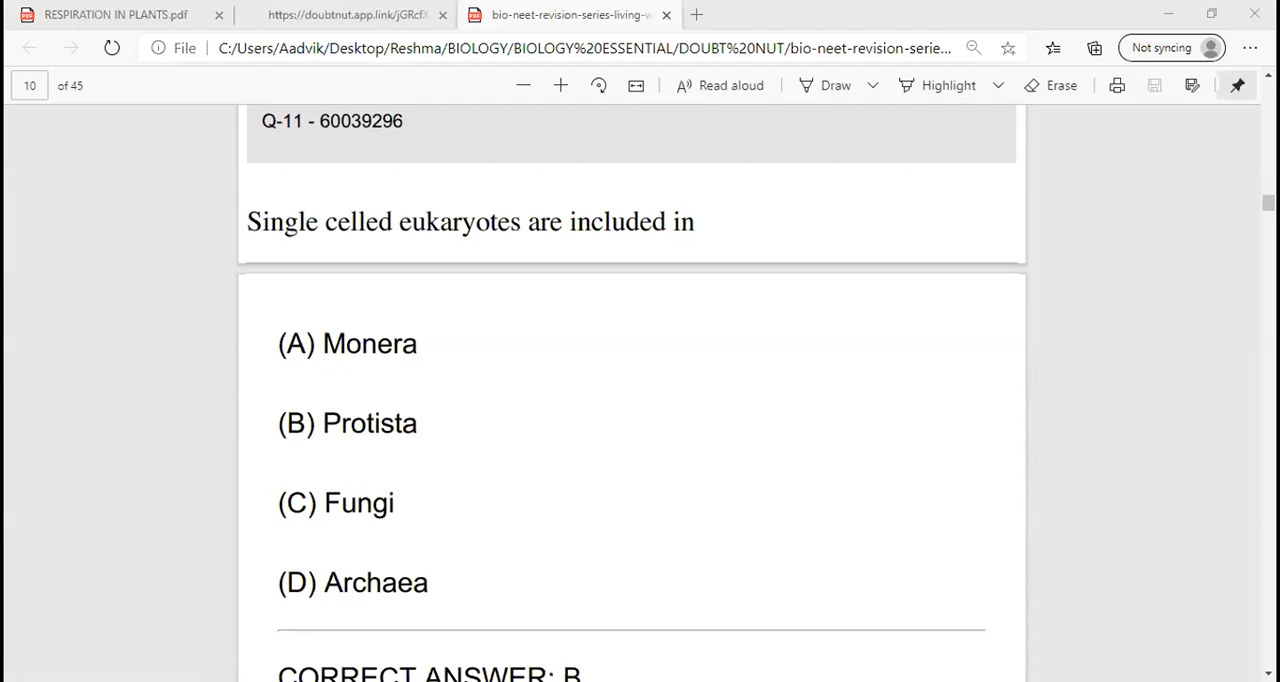 RESPIRATION IN PLANTS.pdf
https://doubtnut.app.link/jGRcf
bio-neet-revision-series-living-w
File
C:/Users/Aadvik/Desktop/Reshma/BIOLOGY/BIOLOGY%20ESSENTIAL/DOUBT%20NUT/bio-neet-revision-serie...
Not syncing
10 of 45
Read aloud
Draw
Highlight
Erase
Q-11 - 60039296
Single celled eukaryotes are included in
(A) Monera
(B) Protista
(C) Fungi
(D) Archaea
CORRECT ANSWER: B